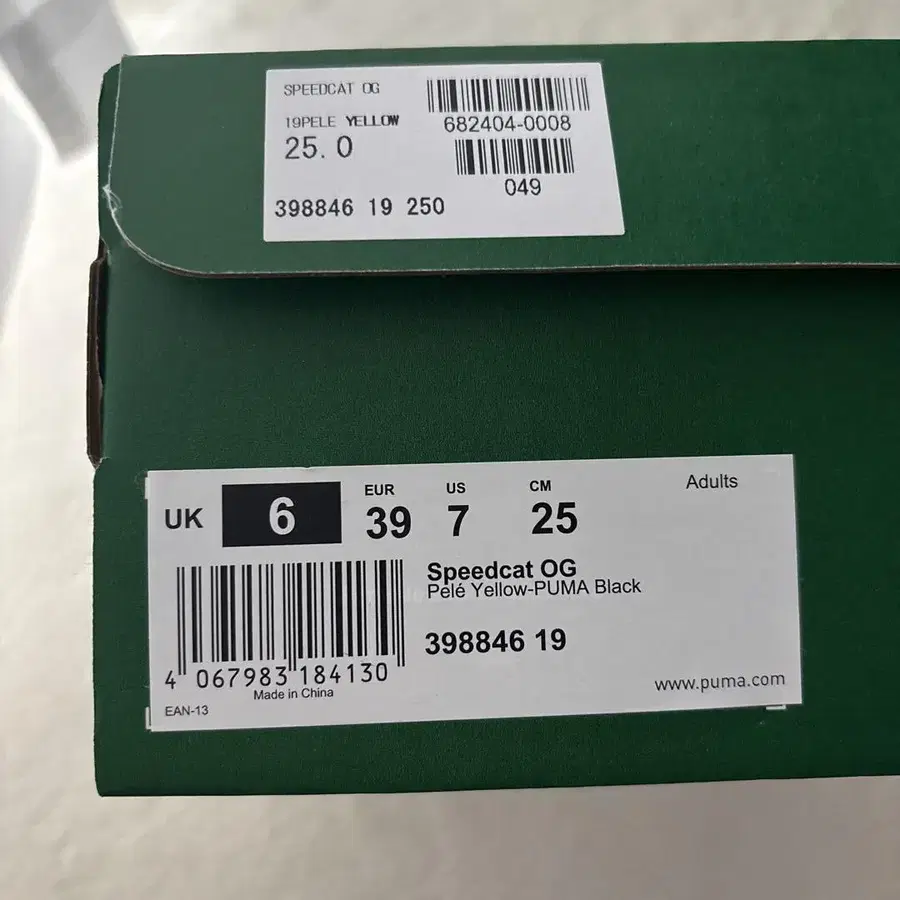 SPEEDCAT OG
19PELE YELLOW
25.0
682404-0008
049
398846 19 250
UK 6 EUR 39 US 7 CM 25 Adults
Speedcat OG
Pelé Yellow-PUMA Black
398846 19
4 067983 184130
Made in China
EAN-13
www.puma.com